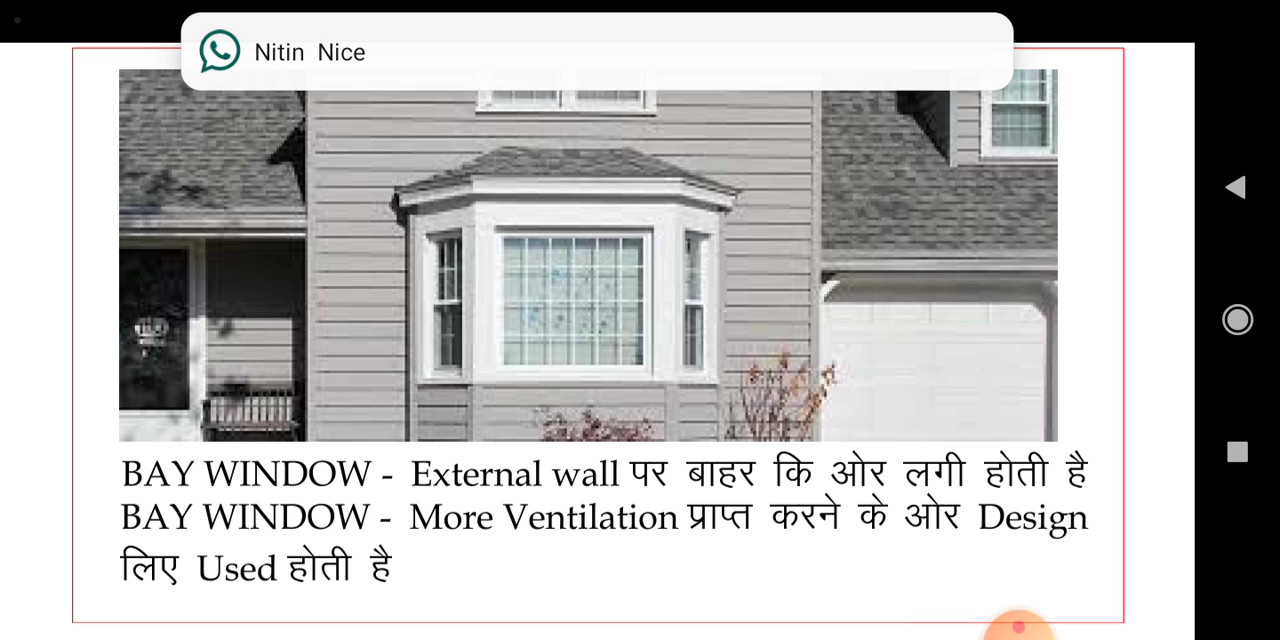 Nitin Nice
BAY WINDOW - External wall पर बाहर कि ओर लगी होती है
BAY WINDOW - More Ventilation प्राप्त करने के ओर Design
लिए Used होती है